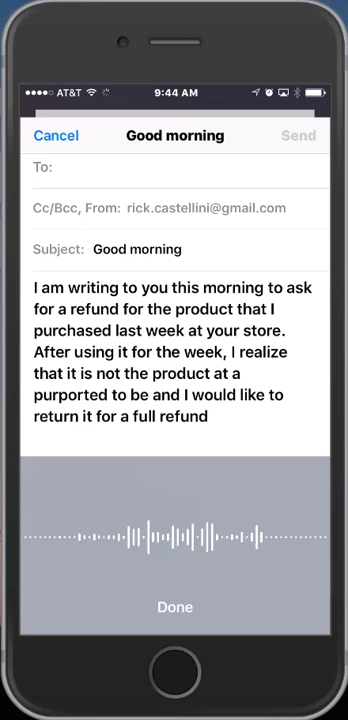 AT&T 9:44 AM
Cancel Good morning Send
To:
Cc/Bcc, From: rick.castellini@gmail.com
Subject: Good morning
I am writing to you this morning to ask
for a refund for the product that I
purchased last week at your store.
After using it for the week, I realize
that it is not the product at a
purported to be and I would like to
return it for a full refund
Done